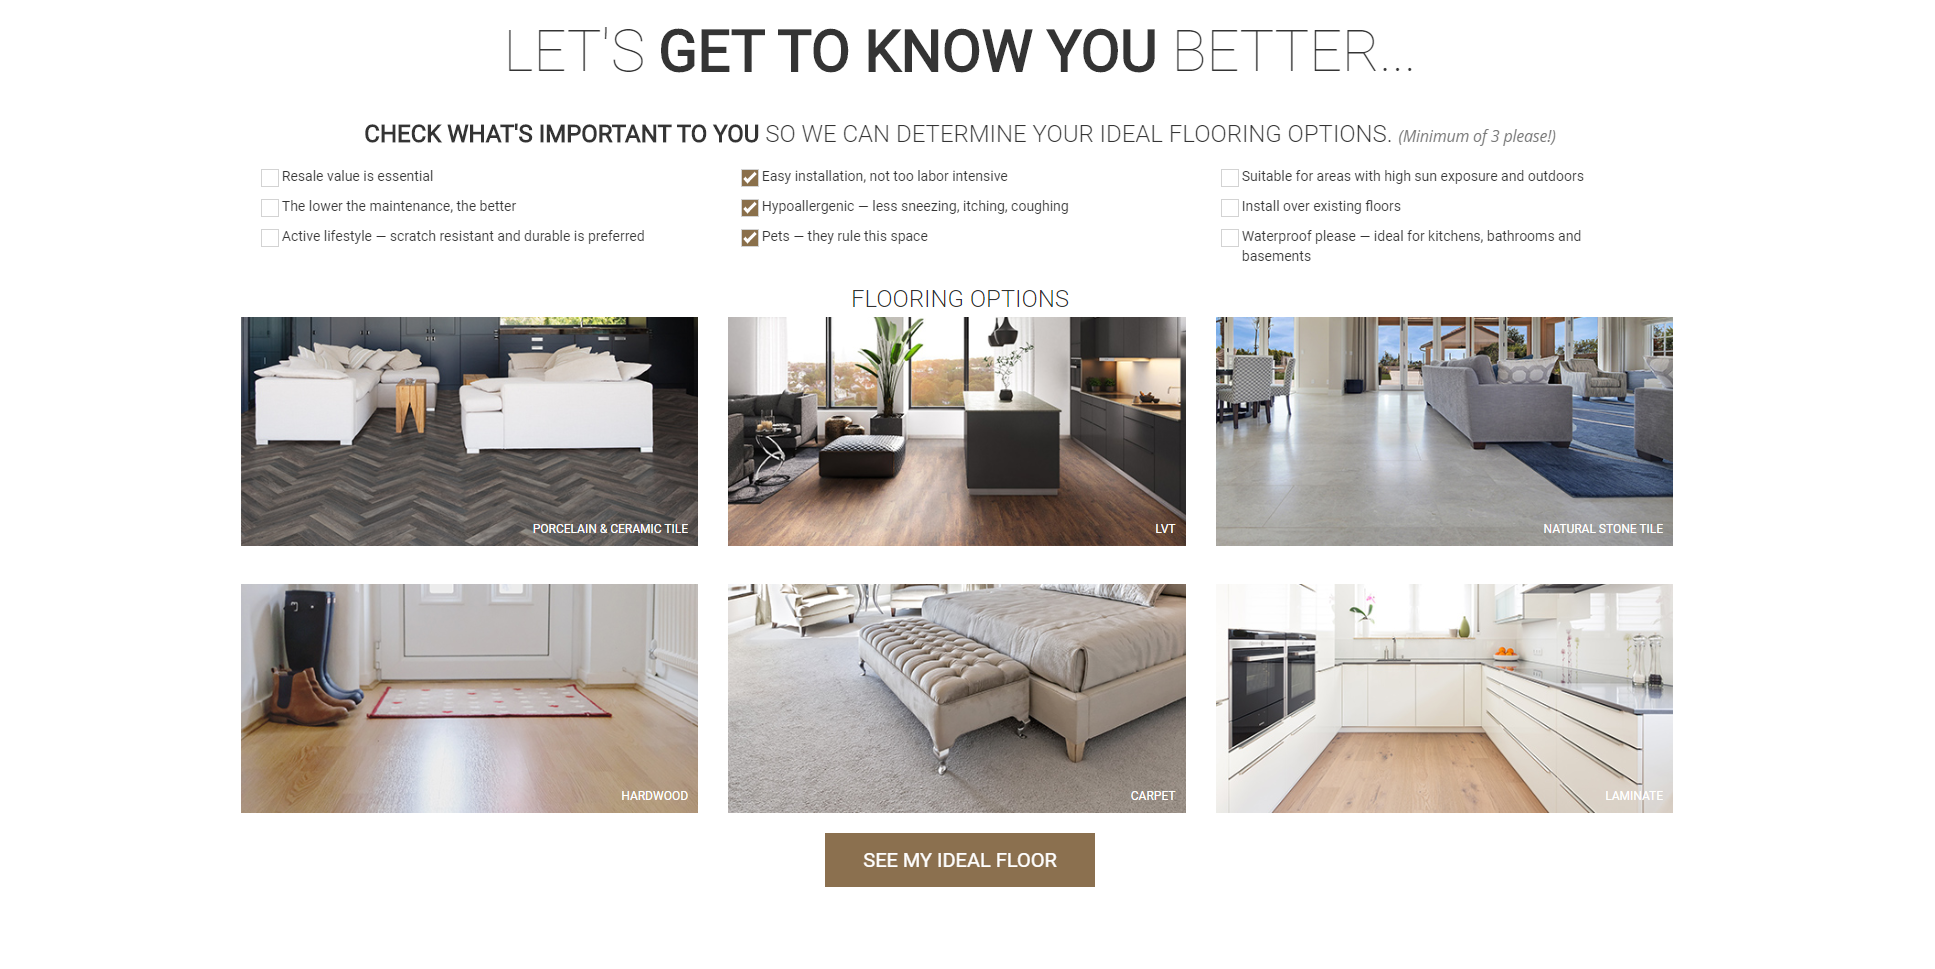 LET'S GET TO KNOW YOU BETTER...
CHECK WHAT'S IMPORTANT TO YOU SO WE CAN DETERMINE YOUR IDEAL FLOORING OPTIONS. (Minimum of 3 please!)
Resale value is essential
The lower the maintenance, the better
Active lifestyle — scratch resistant and durable is preferred
Easy installation, not too labor intensive
Hypoallergenic — less sneezing, itching, coughing
Pets — they rule this space
Suitable for areas with high sun exposure and outdoors
Install over existing floors
Waterproof please — ideal for kitchens, bathrooms and
basements
FLOORING OPTIONS
PORCELAIN & CERAMIC TILE
LVT
NATURAL STONE TILE
HARDWOOD
CARPET
LAMINATE
SEE MY IDEAL FLOOR